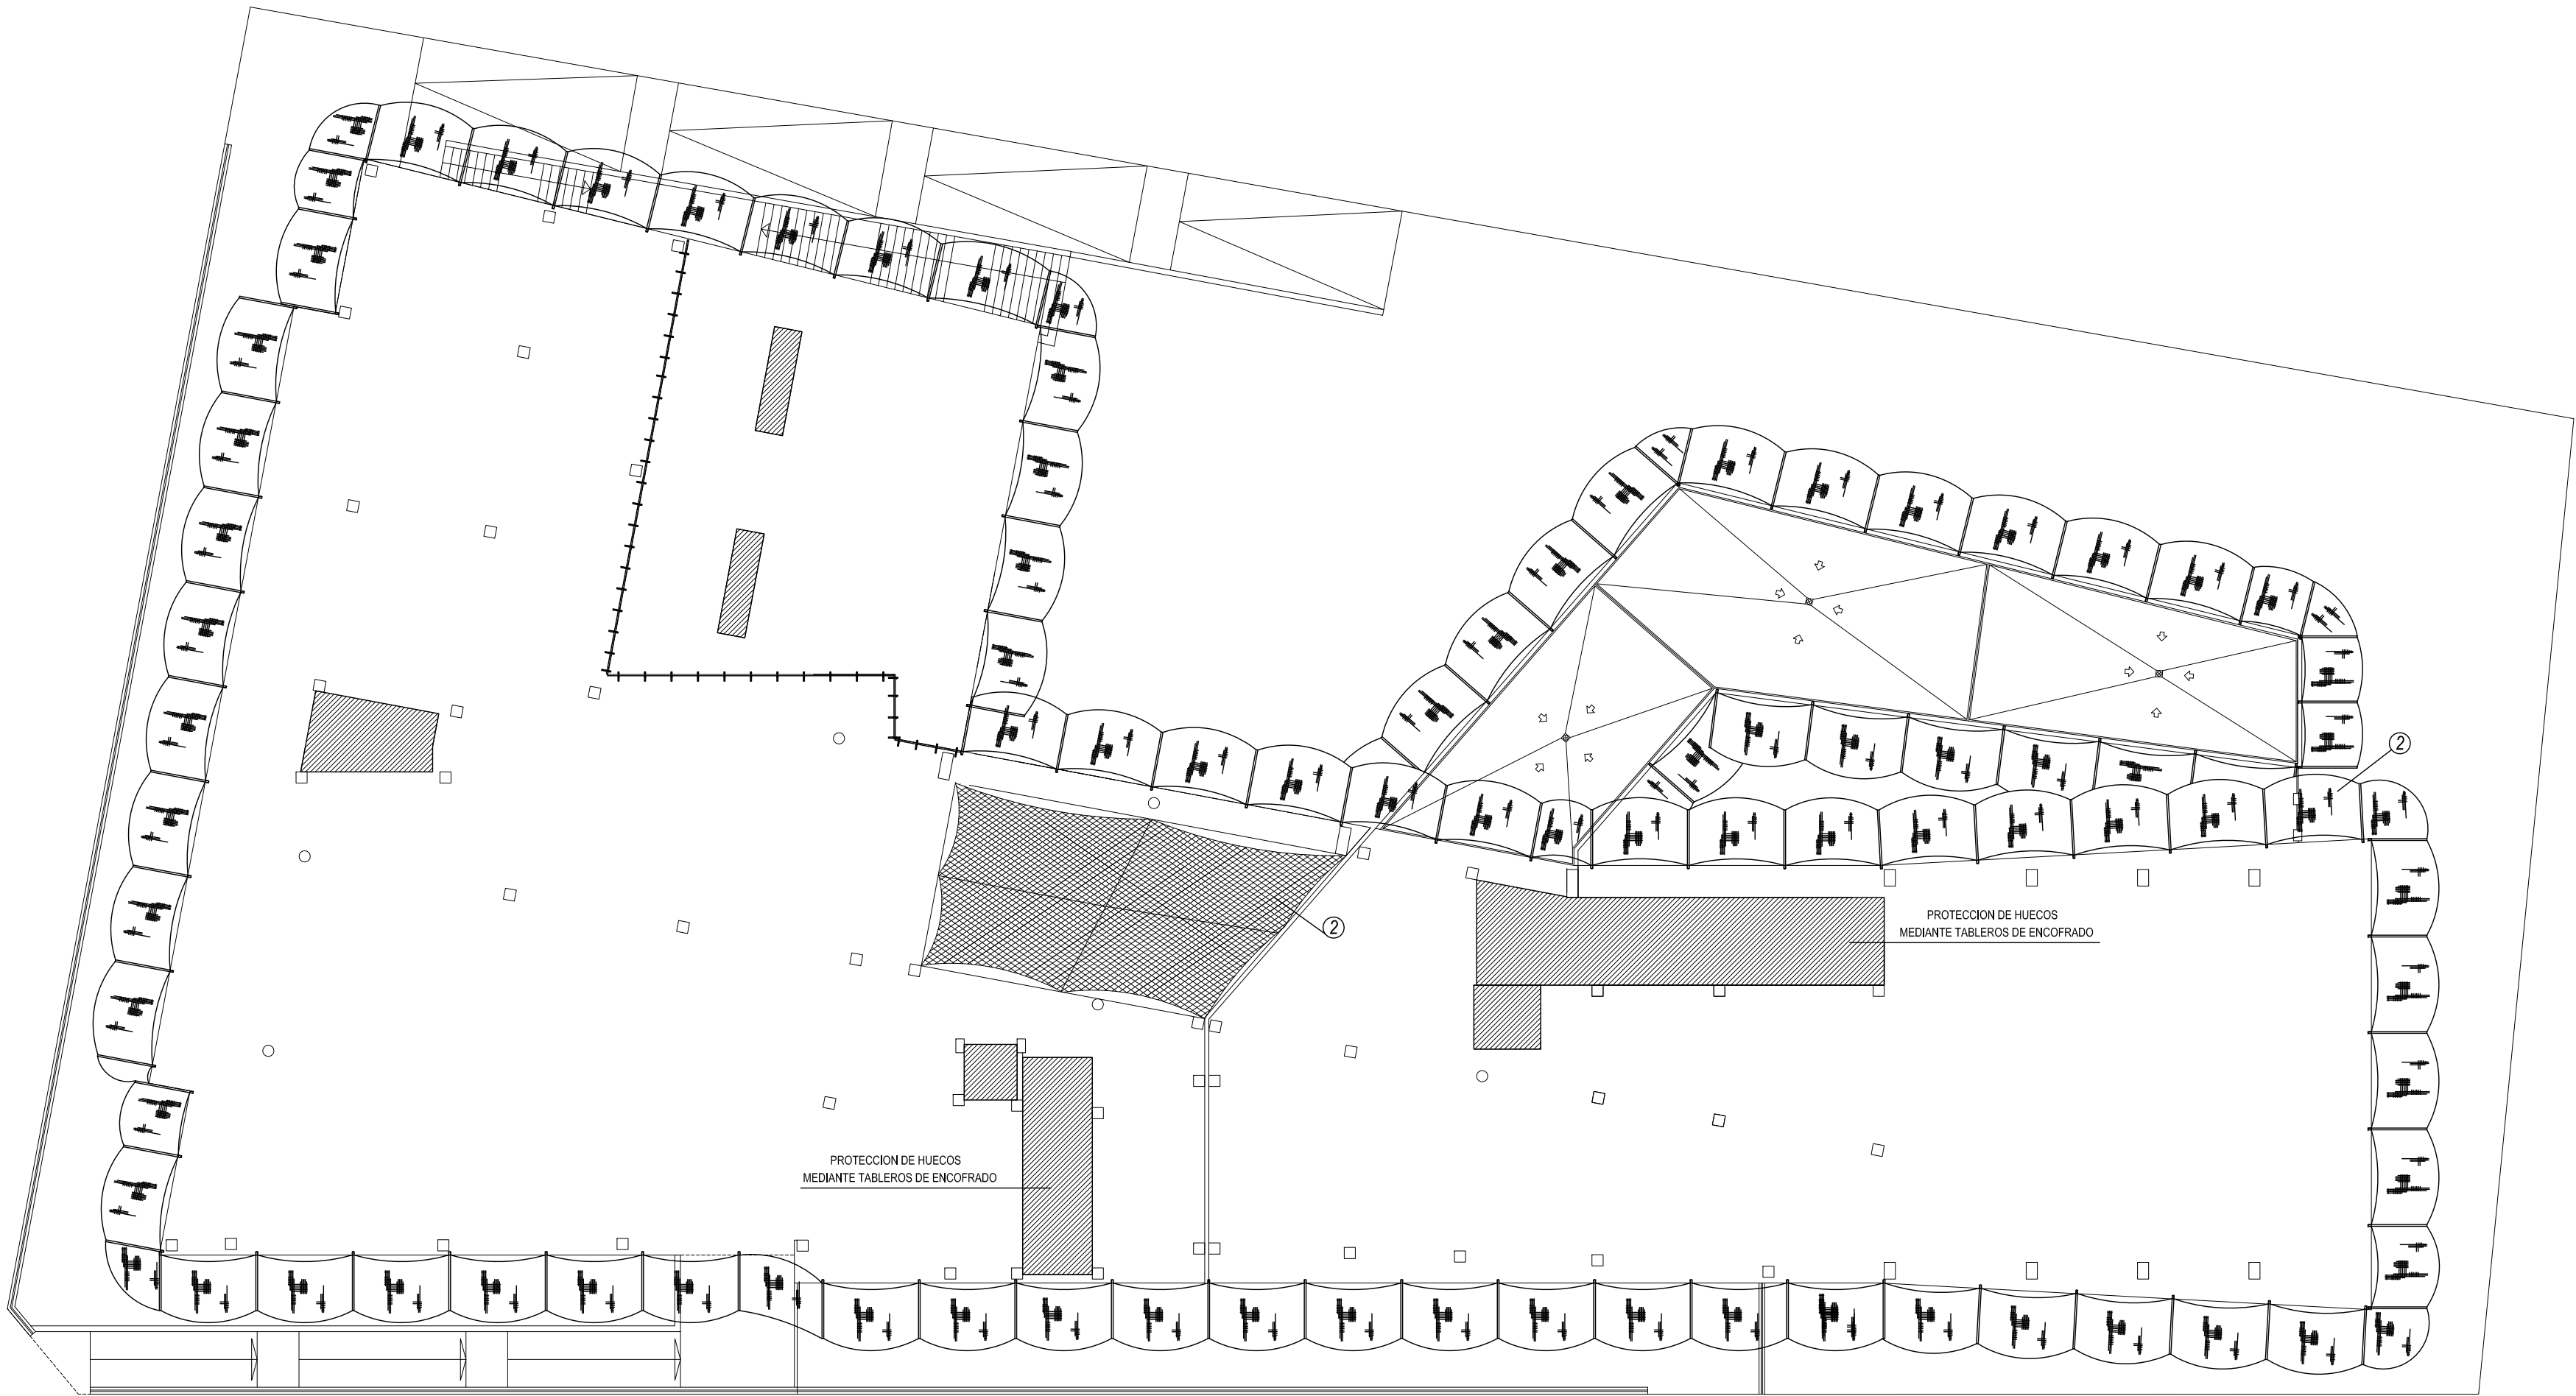 2
2
PROTECCION DE HUECOS
MEDIANTE TABLEROS DE ENCOFRADO
PROTECCION DE HUECOS
MEDIANTE TABLEROS DE ENCOFRADO